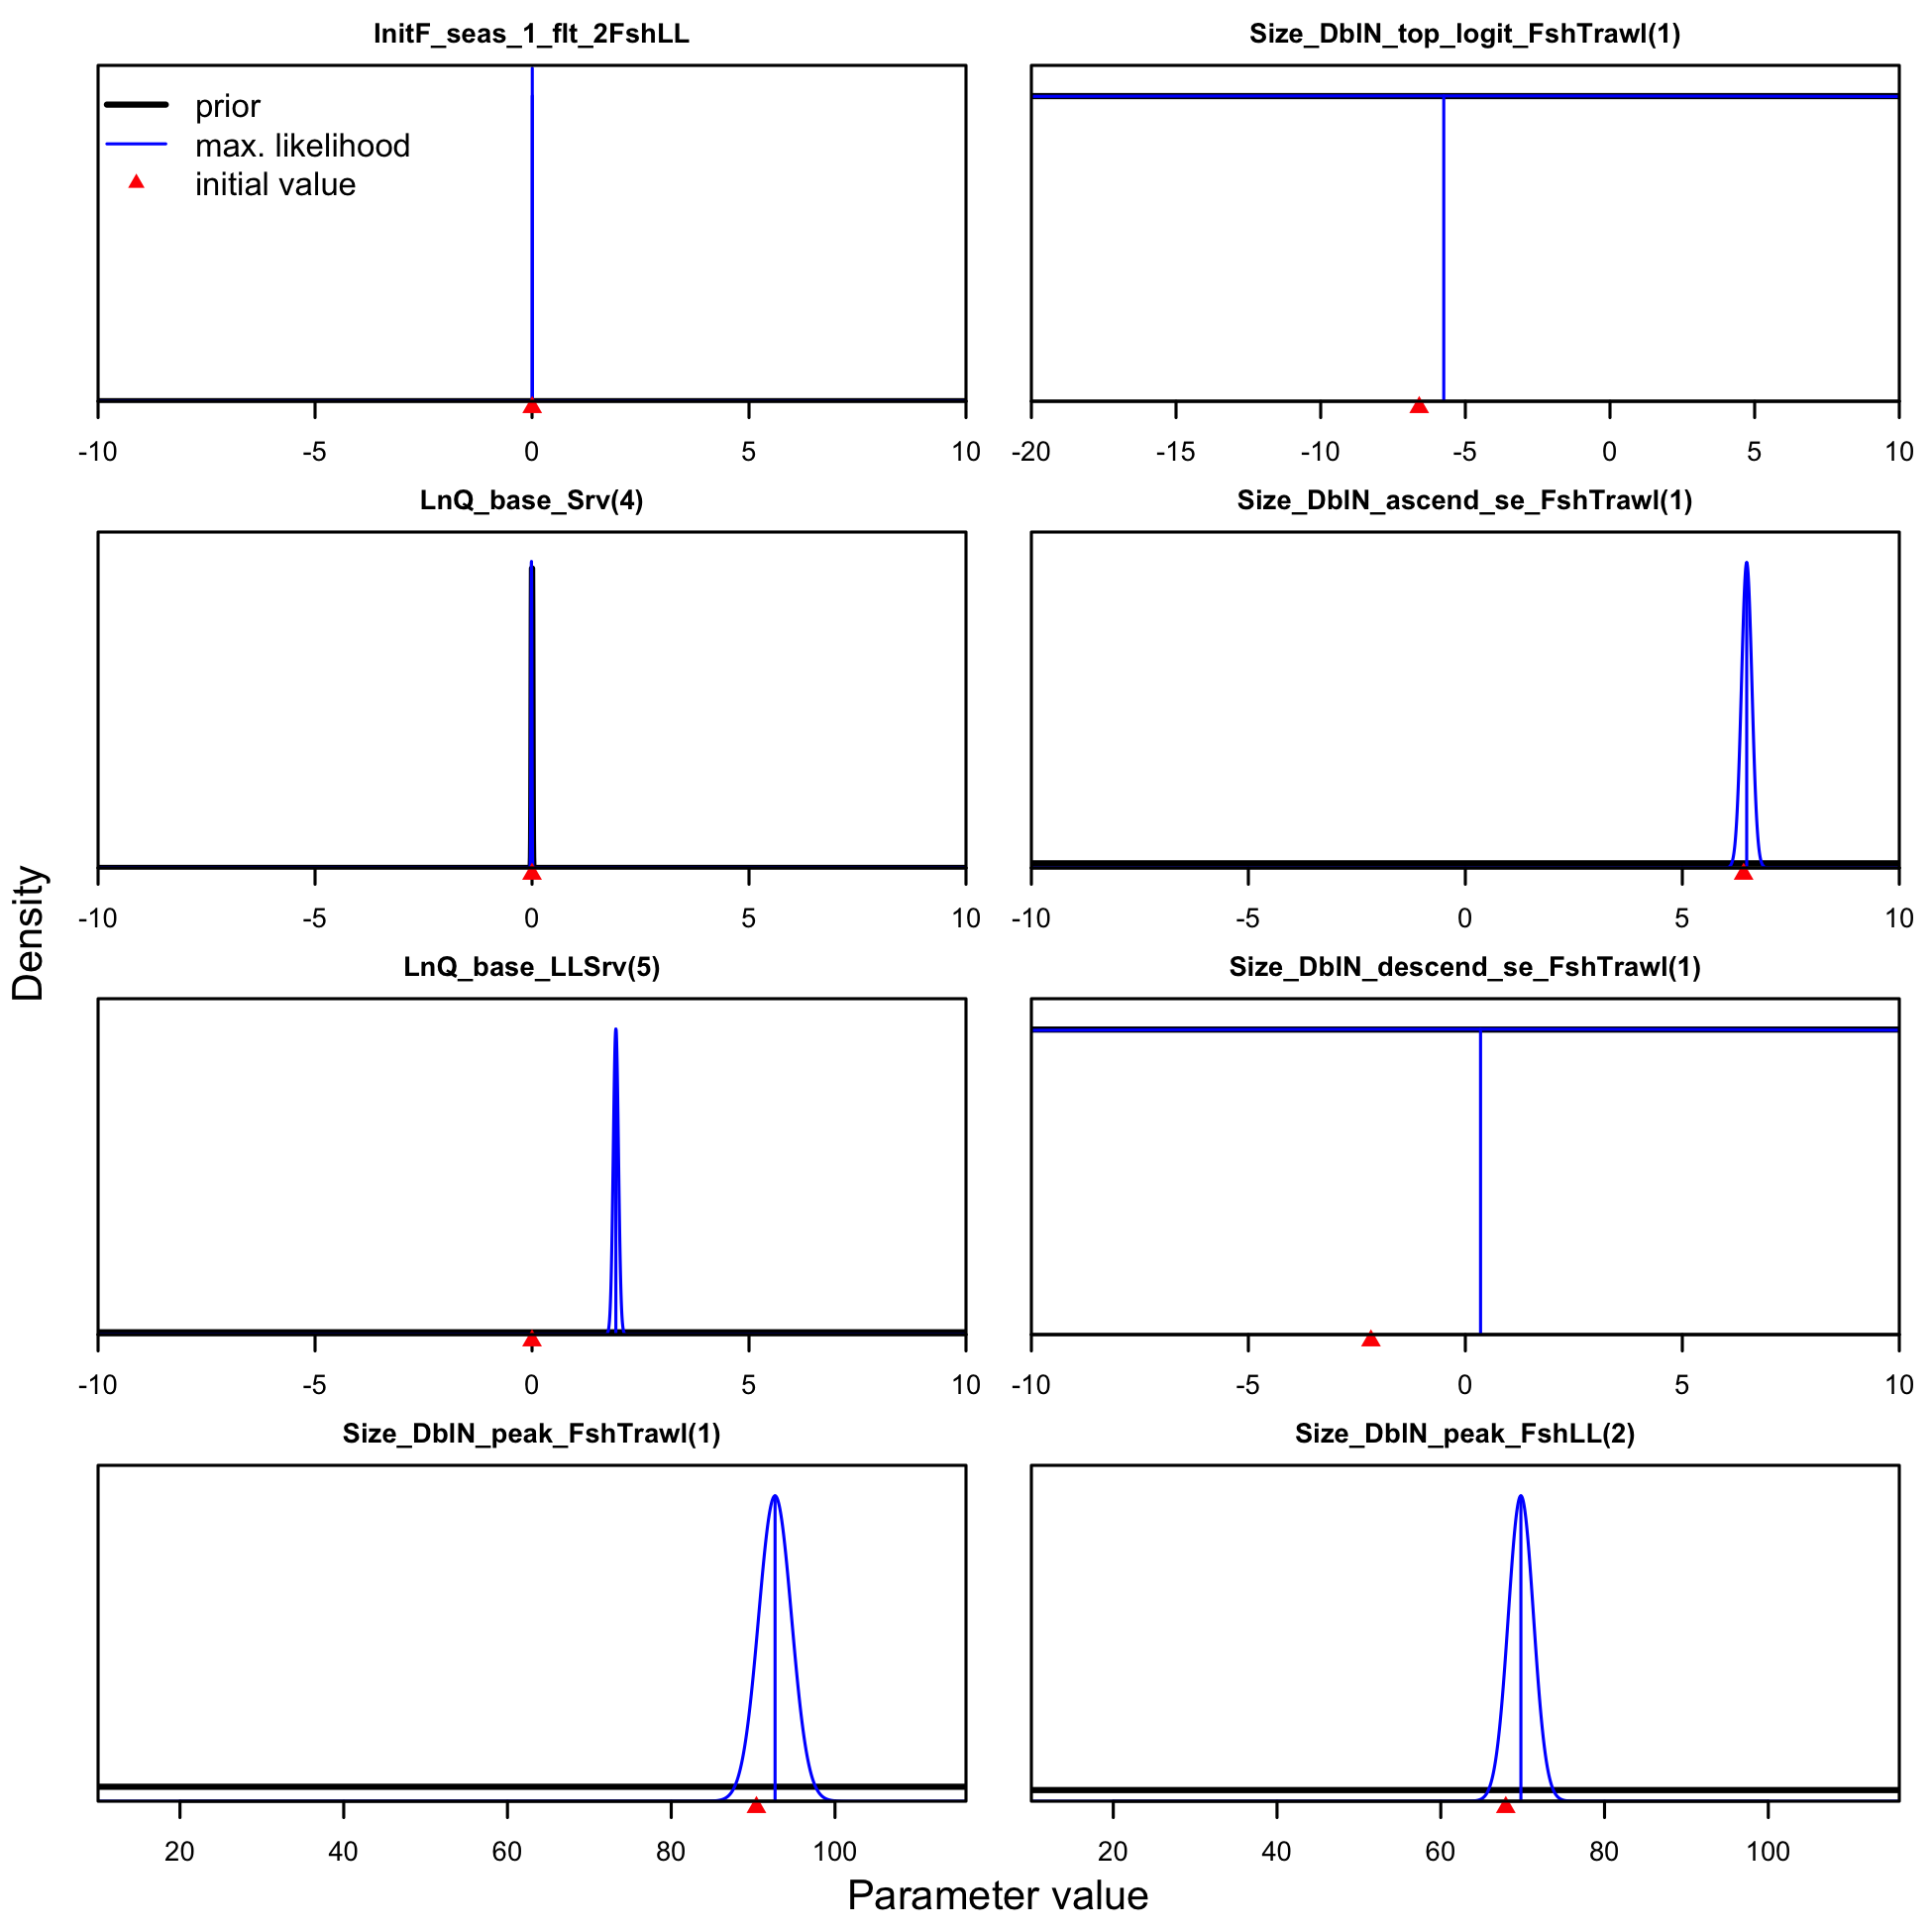 InitF_seas_1_flt_2FshLL
prior
max. likelihood
initial value
-10 -5 0 5 10
Size_DblN_top_logit_FshTrawl(1)
-20 -15 -10 -5 0 5 10
LnQ_base_Srv(4)
-10 -5 0 5 10
Size_DblN_ascend_se_FshTrawl(1)
-10 -5 0 5 10
LnQ_base_LLSrv(5)
-10 -5 0 5 10
Size_DblN_descend_se_FshTrawl(1)
-10 -5 0 5 10
Size_DblN_peak_FshTrawl(1)
20 40 60 80 100
Size_DblN_peak_FshLL(2)
20 40 60 80 100
Density
Parameter value